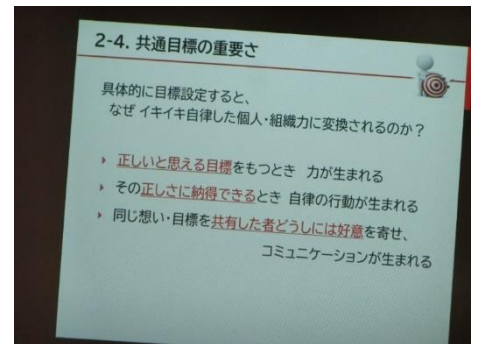 2-4. 共通目標の重要さ
具体的に目標設定すると、
なぜ イキイキ自律した個人・組織力に変換されるのか？
正しいと思える目標をもつとき 力が生まれる
その正しさに納得できるとき 自律の行動が生まれる
同じ想い・目標を共有した者どうしには好意を寄せ、
コミュニケーションが生まれる